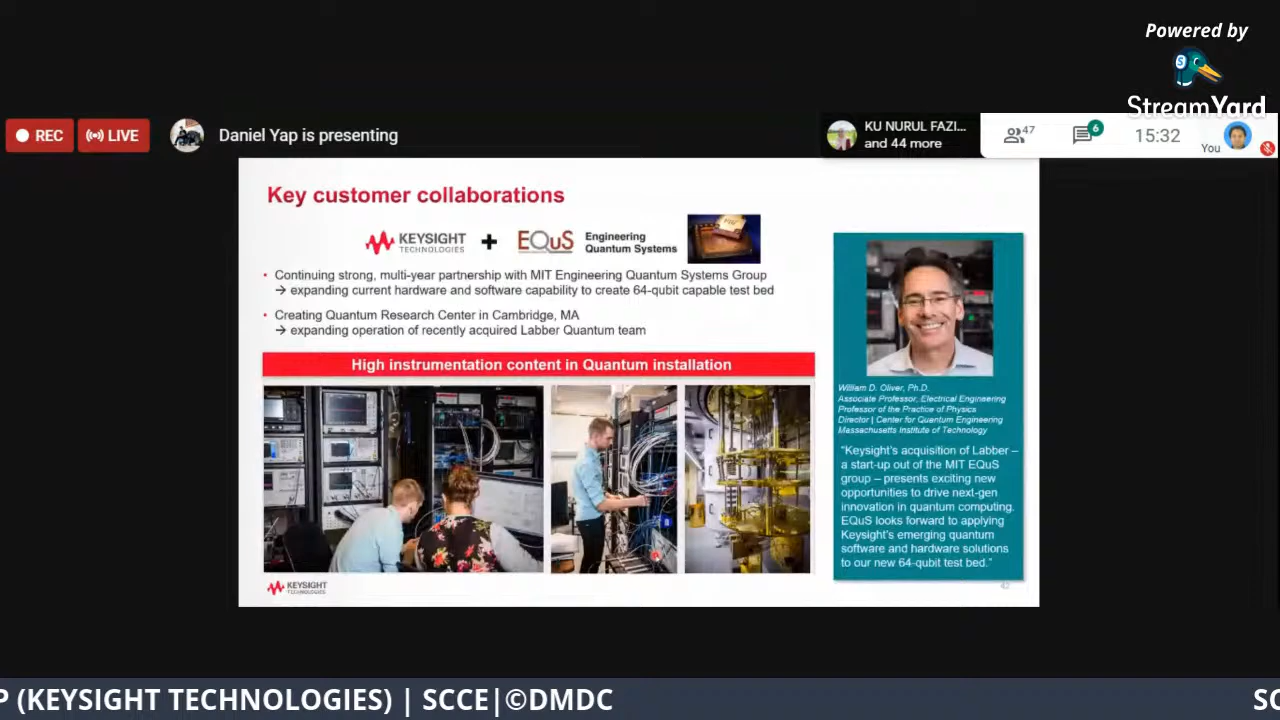 Powered by
StreamYard
REC
LIVE
Daniel Yap is presenting
KU NURUL FAZI...
and 44 more
47
6
15:32
You
Key customer collaborations
KEYSIGHT
TECHNOLOGIES
+
EQuS
Engineering
Quantum Systems
• Continuing strong, multi-year partnership with MIT Engineering Quantum Systems Group
→ expanding current hardware and software capability to create 64-qubit capable test bed
• Creating Quantum Research Center in Cambridge, MA
→ expanding operation of recently acquired Labber Quantum team
High instrumentation content in Quantum installation
William D. Oliver, Ph.D.
Associate Professor, Electrical Engineering
Professor of the Practice of Physics
Director | Center for Quantum Engineering
Massachusetts Institute of Technology
“Keysight's acquisition of Labber –
a start-up out of the MIT EQuS
group – presents exciting new
opportunities to drive next-gen
innovation in quantum computing.
EQuS looks forward to applying
Keysight's emerging quantum
software and hardware solutions
to our new 64-qubit test bed.”
KEYSIGHT
TECHNOLOGIES
P (KEYSIGHT TECHNOLOGIES) | SCCE|©DMDC
SC